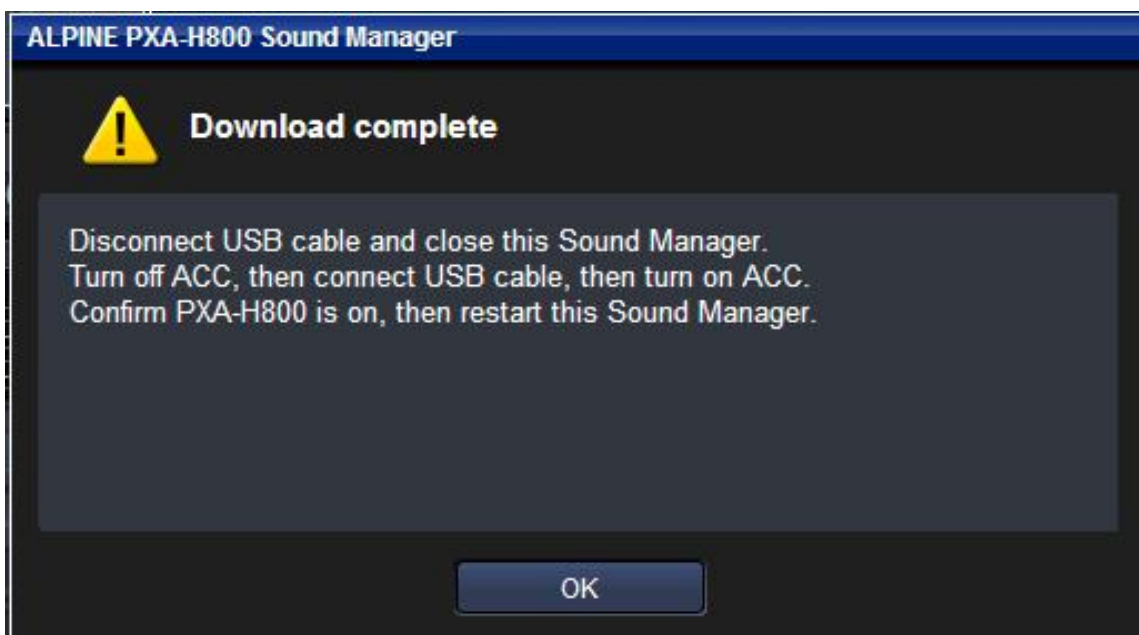 ALPINE PXA-H800 Sound Manager
Download complete
Disconnect USB cable and close this Sound Manager.
Turn off ACC, then connect USB cable, then turn on ACC.
Confirm PXA-H800 is on, then restart this Sound Manager.
OK